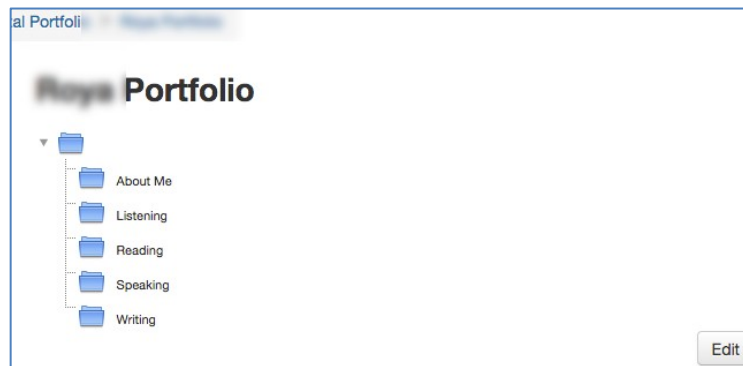 al Portfoli
Portfolio
About Me
Listening
Reading
Speaking
Writing
Edit